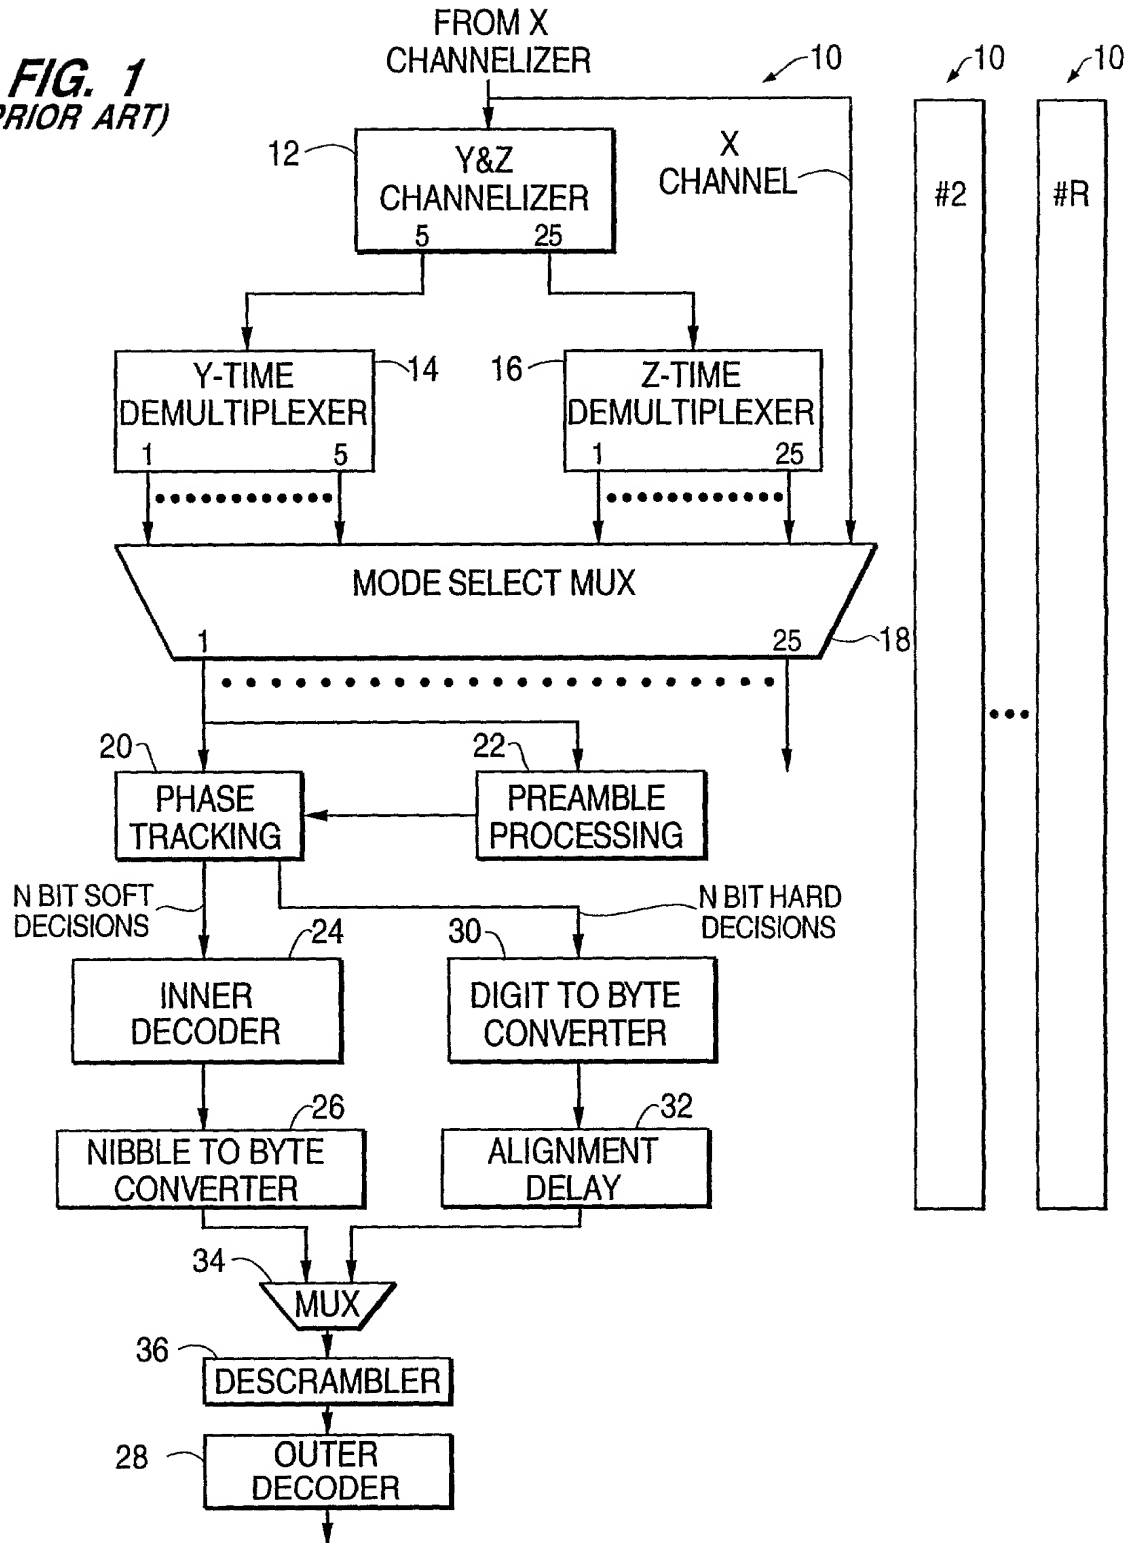 FROM X
CHANNELIZER
FIG. 1
PRIOR ART)
10
10
10
12
Y&Z
CHANNELIZER
5 25
X
CHANNEL
#2
#R
Y-TIME
DEMULTIPLEXER
1 5
14
16
Z-TIME
DEMULTIPLEXER
1 25
MODE SELECT MUX
1 25
18
20
PHASE
TRACKING
22
PREAMBLE
PROCESSING
N BIT SOFT
DECISIONS
N BIT HARD
DECISIONS
24
INNER
DECODER
30
DIGIT TO BYTE
CONVERTER
26
NIBBLE TO BYTE
CONVERTER
32
ALIGNMENT
DELAY
34
MUX
36
DESCRAMBLER
28
OUTER
DECODER